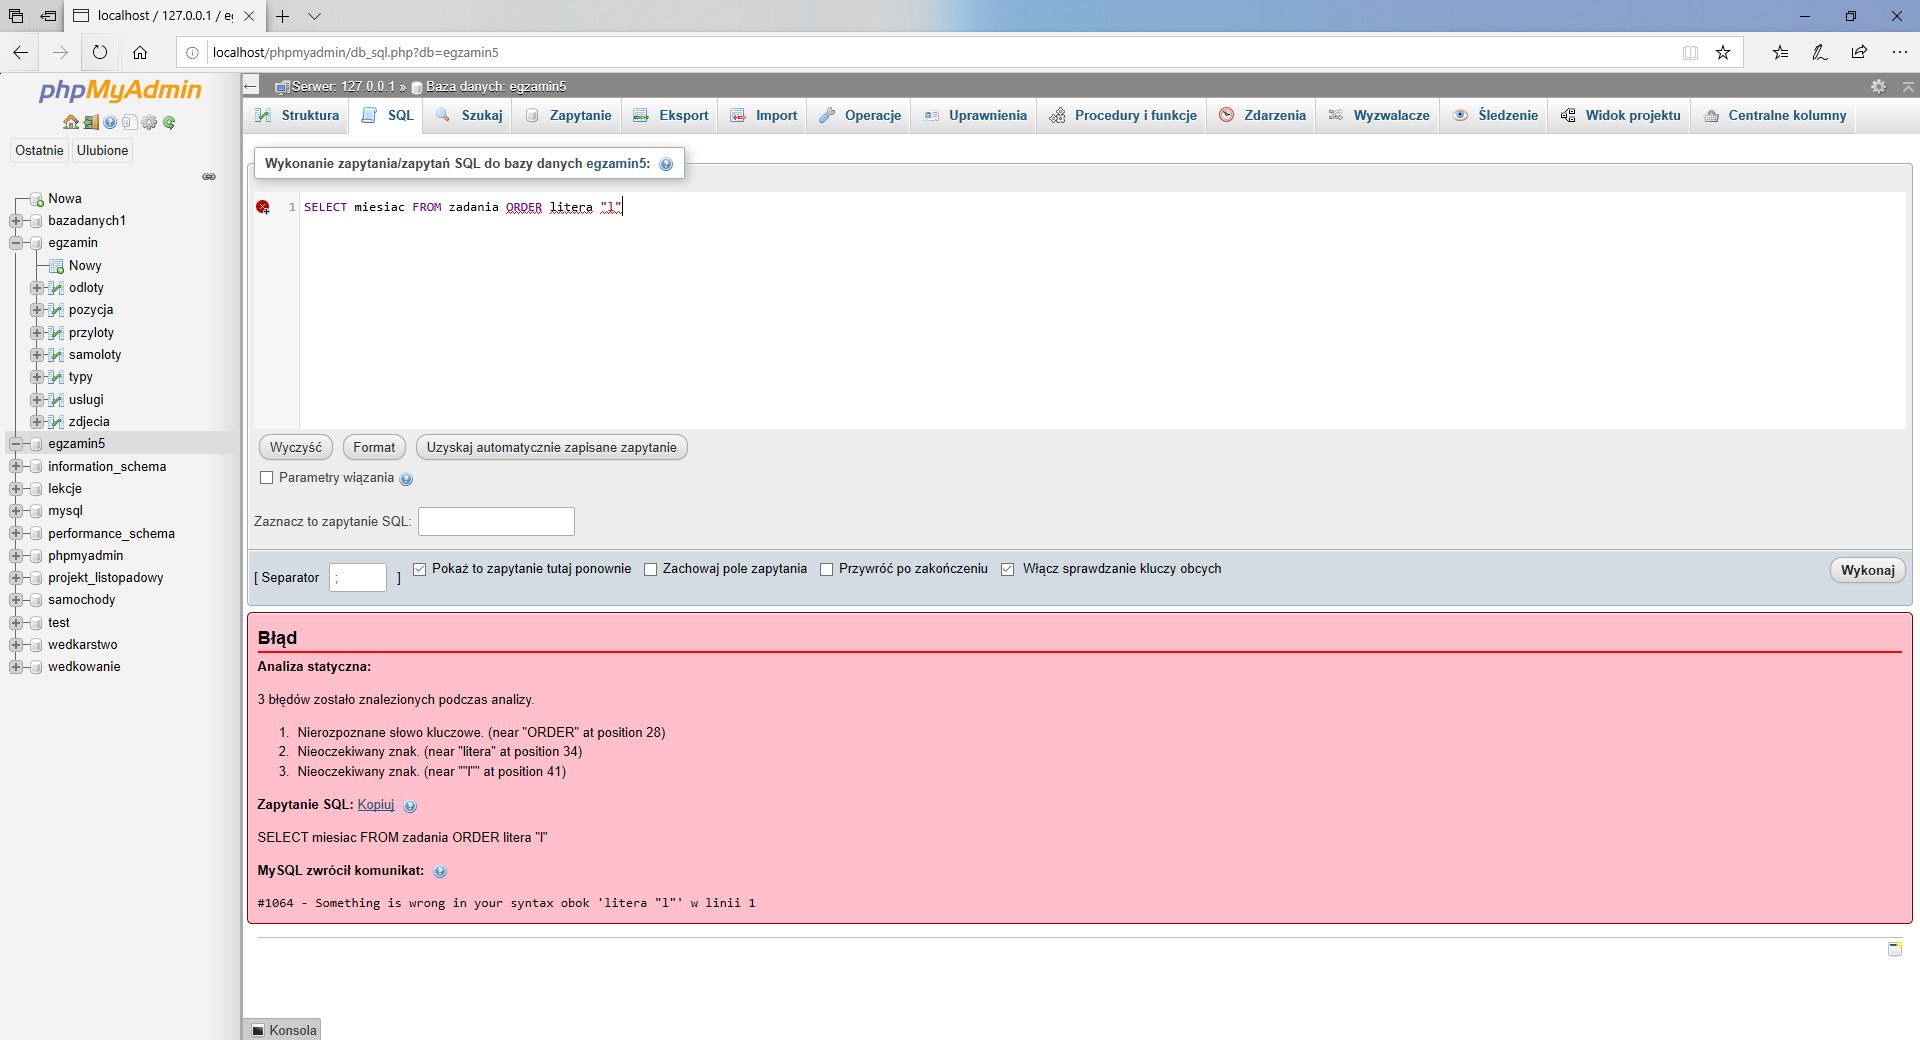 localhost / 127.0.0.1 / eg
localhost/phpmyadmin/db_sql.php?db=egzamin5
phpMyAdmin
Ostatnie Ulubione
Nowa
bazadanych1
egzamin
Nowy
odloty
pozycja
przyloty
samoloty
typy
uslugi
zdjecia
egzamin5
information_schema
lekcje
mysql
performance_schema
phpmyadmin
projekt_listopadowy
samochody
test
wedkarstwo
wedkowanie
Serwer: 127.0.0.1 » Baza danych: egzamin5
Struktura SQL Szukaj Zapytanie Eksport Import Operacje Uprawnienia Procedury i funkcje Zdarzenia Wyzwalacze Śledzenie Widok projektu Centralne kolumny
Wykonanie zapytania/zapytań SQL do bazy danych egzamin5:
1 SELECT miesiac FROM zadania ORDER litera "l"
Wyczyść Format Uzyskaj automatycznie zapisane zapytanie
Parametry wiązania
Zaznacz to zapytanie SQL:
[ Separator ; ] Pokaż to zapytanie tutaj ponownie Zachowaj pole zapytania Przywróć po zakończeniu Włącz sprawdzanie kluczy obcych Wykonaj
Błąd
Analiza statyczna:
3 błędów zostało znalezionych podczas analizy.
1. Nierozpoznane słowo kluczowe. (near "ORDER" at position 28)
2. Nieoczekiwany znak. (near "litera" at position 34)
3. Nieoczekiwany znak. (near ""l"" at position 41)
Zapytanie SQL: Kopiuj
SELECT miesiac FROM zadania ORDER litera "l"
MySQL zwrócił komunikat:
#1064 - Something is wrong in your syntax obok 'litera "l"' w linii 1
Konsola